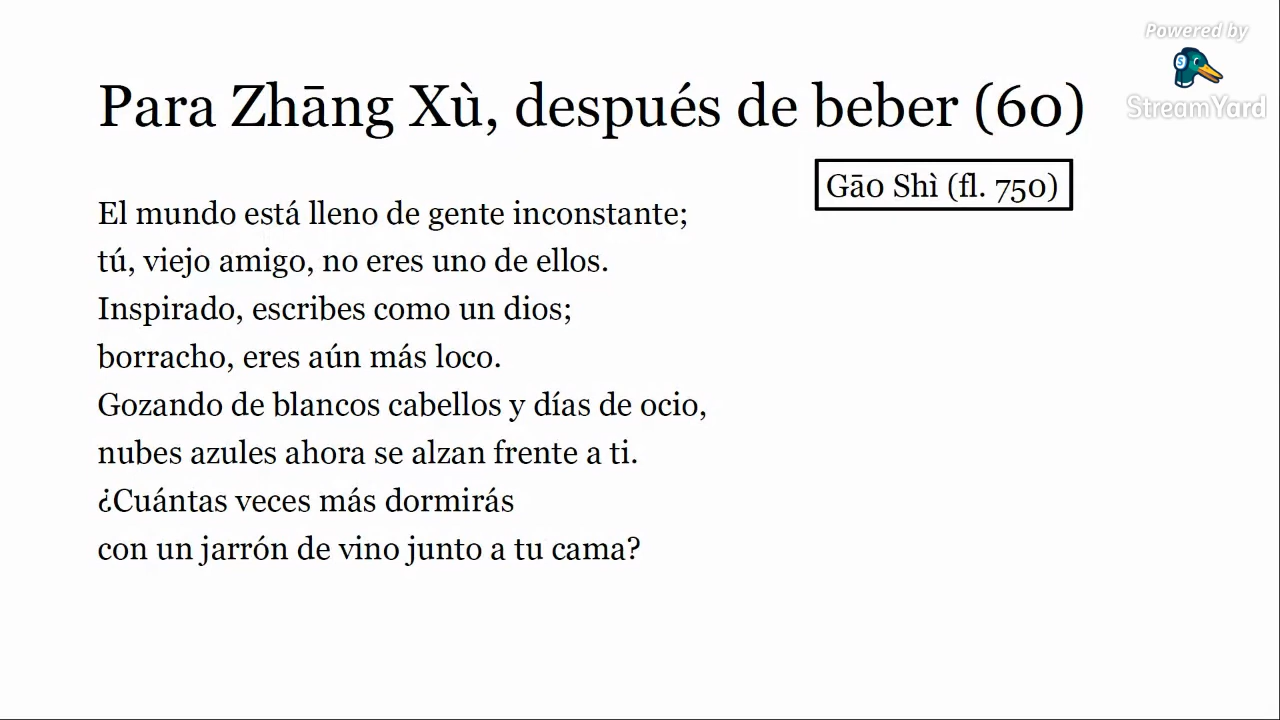 Powered by
StreamYard
Para Zhāng Xù, después de beber (60)
Gāo Shì (fl. 750)
El mundo está lleno de gente inconstante;
tú, viejo amigo, no eres uno de ellos.
Inspirado, escribes como un dios;
borracho, eres aún más loco.
Gozando de blancos cabellos y días de ocio,
nubes azules ahora se alzan frente a ti.
¿Cuántas veces más dormirás
con un jarrón de vino junto a tu cama?